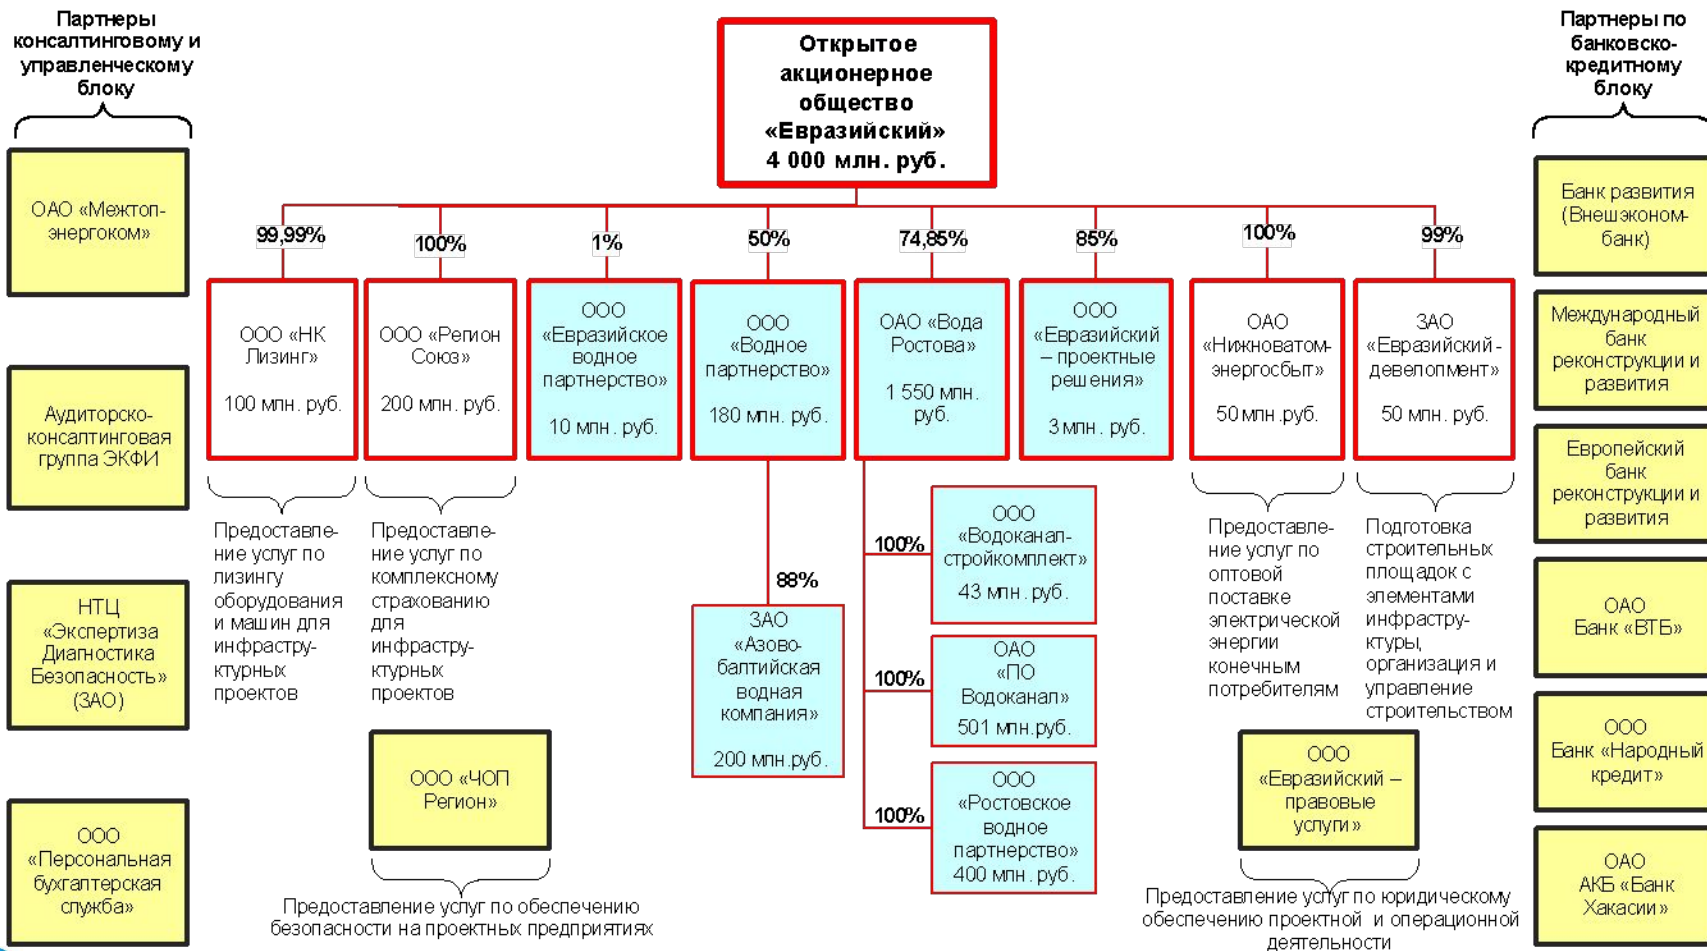 Партнеры
консалтинговому и
управленческому
блоку
ОАО «Межтоп-
энергоком»
Аудиторско-
консалтинговая
группа ЭКФИ
НТЦ
«Экспертиза
Диагностика
Безопасность»
(ЗАО)
ООО
«Персональная
бухгалтерская
служба»
Открытое
акционерное
общество
«Евразийский»
4 000 млн. руб.
99,99%
100%
1%
50%
74,85%
85%
100%
99%
ООО «НК
Лизинг»
100 млн. руб.
ООО «Регион
Союз»
200 млн. руб.
ООО
«Евразийское
водное
партнерство»
10 млн. руб.
ООО
«Водное
партнерство»
180 млн. руб.
ОАО «Вода
Ростова»
1 550 млн.
руб.
ООО
«Евразийский
– проектные
решения»
3 млн. руб.
ОАО
«Нижноватом-
энергосбыт»
50 млн.руб.
ЗАО
«Евразийский -
девелопмент»
50 млн. руб.
Предоставле-
ние услуг по
лизингу
оборудования
и машин для
инфрастру-
ктурных
проектов
Предоставле-
ние услуг по
комплексному
страхованию
для
инфрастру-
ктурных
проектов
88%
ЗАО
«Азово-
балтийская
водная
компания»
200 млн.руб.
100%
ООО
«Водоканал-
стройкомплект»
43 млн. руб.
100%
ОАО
«ПО
Водоканал»
501 млн.руб.
100%
ООО
«Ростовское
водное
партнерство»
400 млн. руб.
Предоставле-
ние услуг по
оптовой
поставке
электрической
энергии
конечным
потребителям
Подготовка
строительных
площадок с
элементами
инфрастру-
ктуры,
организация и
управление
строительством
ООО «ЧОП
Регион»
Предоставление услуг по обеспечению
безопасности на проектных предприятиях
ООО
«Евразийский –
правовые
услуги»
Предоставление услуг по юридическому
обеспечению проектной и операционной
деятельности
Партнеры по
банковско-
кредитному
блоку
Банк развития
(Внешэконом-
банк)
Международный
банк
реконструкции и
развития
Европейский
банк
реконструкции и
развития
ОАО
Банк «ВТБ»
ООО
Банк «Народный
кредит»
ОАО
АКБ «Банк
Хакасии»